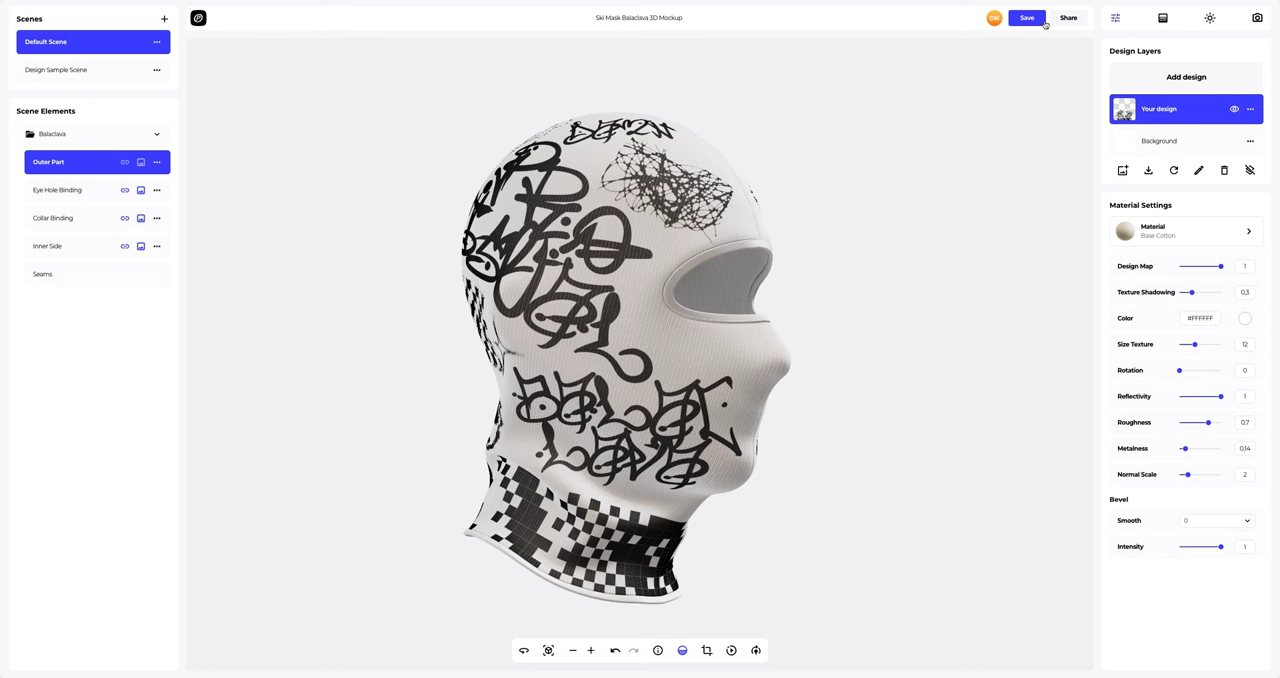 Scenes
Default Scene
Design Sample Scene
Scene Elements
Balaclava
Outer Part
Eye Hole Binding
Collar Binding
Inner Side
Seams
Ski Mask Balaclava 3D Mockup
DM
Save
Share
Design Layers
Add design
Your design
Background
Material Settings
Material
Base Cotton
Design Map 1
Texture Shadowing 0,3
Color #FFFFFF
Size Texture 12
Rotation 0
Reflectivity 1
Roughness 0,7
Metalness 0,14
Normal Scale 2
Bevel
Smooth 0
Intensity 1